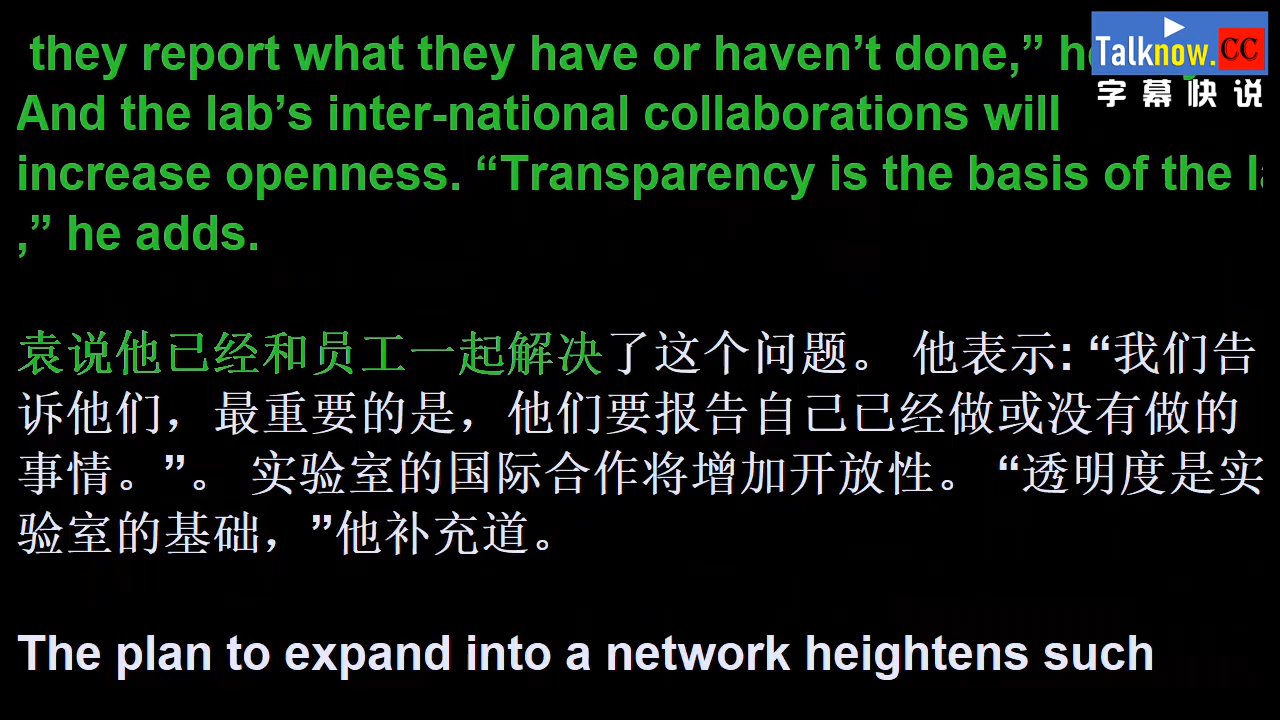 they report what they have or haven’t done,” he
And the lab’s inter-national collaborations will
increase openness. “Transparency is the basis of the
,” he adds.
袁说他已经和员工一起解决了这个问题。 他表示: “我们告
诉他们，最重要的是，他们要报告自己已经做或没有做的
事情。”。 实验室的国际合作将增加开放性。 “透明度是实
验室的基础，”他补充道。
The plan to expand into a network heightens such
Talknow.CC
字幕快说